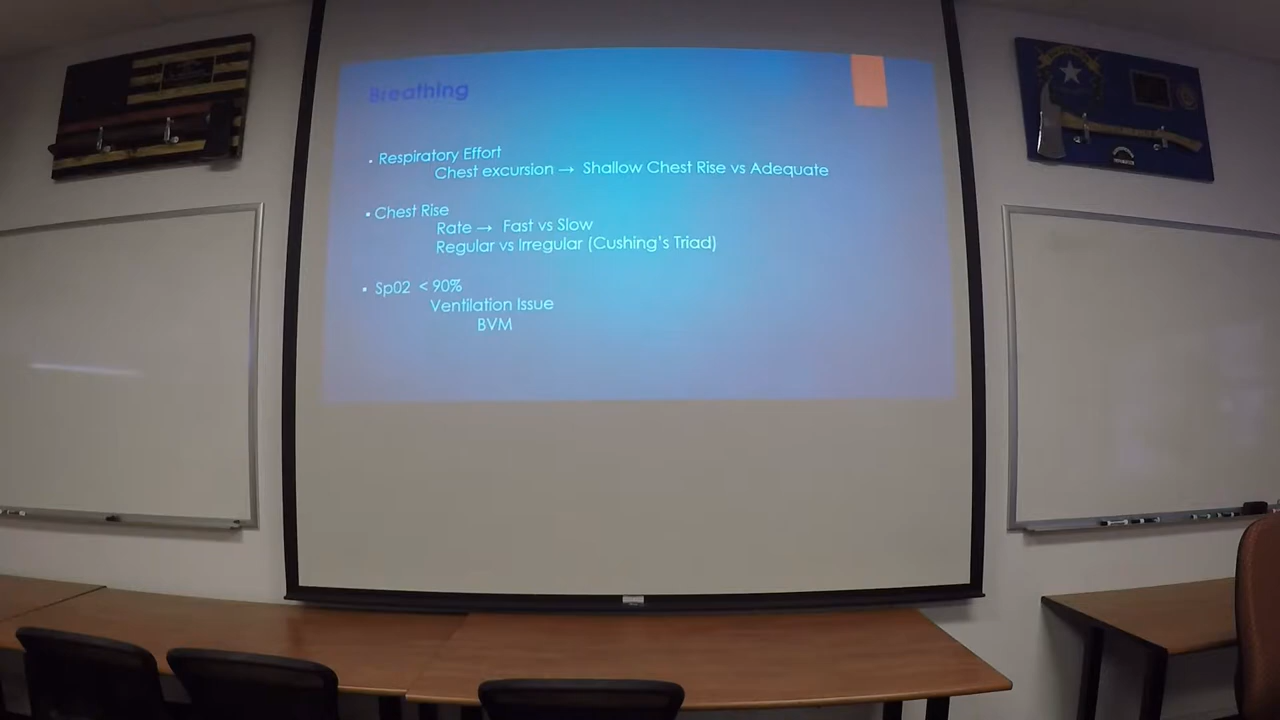 Breathing
▪ Respiratory Effort
Chest excursion → Shallow Chest Rise vs Adequate
▪ Chest Rise
Rate → Fast vs Slow
Regular vs Irregular (Cushing's Triad)
▪ Sp02 < 90%
Ventilation Issue
BVM